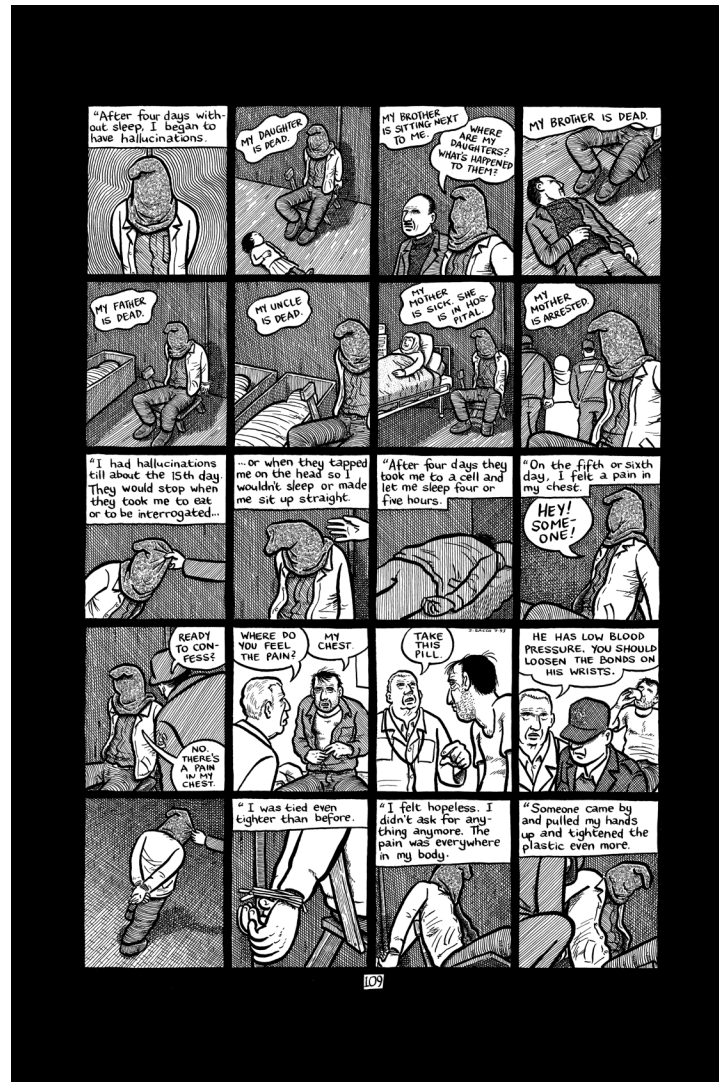 "After four days with-
out sleep, I began to
have hallucinations.
MY DAUGHTER
IS DEAD.
MY BROTHER
IS SITTING NEXT
TO ME.
WHERE
ARE MY
DAUGHTERS?
WHAT'S HAPPENED
TO THEM?
MY BROTHER IS DEAD.
MY FATHER
IS DEAD.
MY UNCLE
IS DEAD.
MY
MOTHER
IS SICK. SHE
IS IN HOS-
PITAL.
MY
MOTHER
IS ARRESTED.
"I had hallucinations
till about the 15th day.
They would stop when
they took me to eat
or to be interrogated...
...or when they tapped
me on the head so I
wouldn't sleep or made
me sit up straight.
"After four days they
took me to a cell and
let me sleep four or
five hours.
"On the fifth or sixth
day, I felt a pain in
my chest.
HEY!
SOME-
ONE!
READY
TO CON-
FESS?
NO.
THERE'S
A PAIN
IN MY
CHEST.
WHERE DO
YOU FEEL
THE PAIN?
MY
CHEST.
TAKE
THIS
PILL.
HE HAS LOW BLOOD
PRESSURE. YOU SHOULD
LOOSEN THE BONDS ON
HIS WRISTS.
"I was tied even
tighter than before.
"I felt hopeless. I
didn't ask for any-
thing anymore. The
pain was everywhere
in my body.
"Someone came by
and pulled my hands
up and tightened the
plastic even more.
109